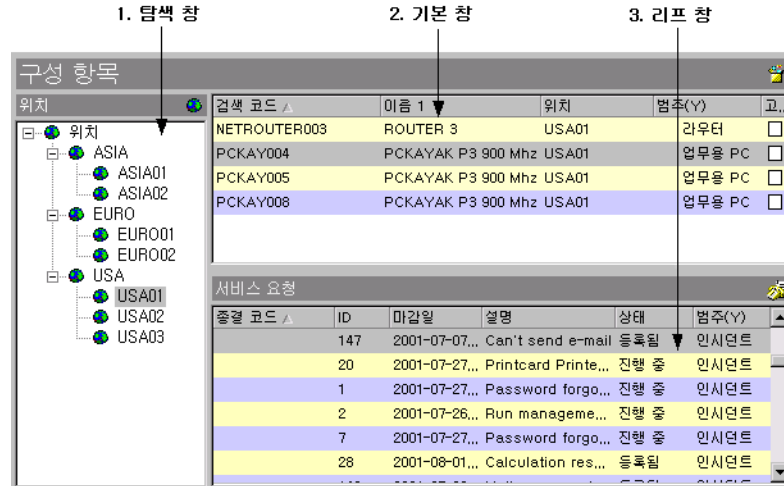 1. 탐색 창
2. 기본 창
3. 리프 창
구성 항목
위치
위치
ASIA
ASIA01
ASIA02
EURO
EURO01
EURO02
USA
USA01
USA02
USA03
검색 코드 이름 1 위치 범주(Y) 고...
NETROUTER003 ROUTER 3 USA01 라우터
PCKAY004 PCKAYAK P3 900 Mhz USA01 업무용 PC
PCKAY005 PCKAYAK P3 900 Mhz USA01 업무용 PC
PCKAY008 PCKAYAK P3 900 Mhz USA01 업무용 PC
서비스 요청
종결 코드 ID 마감일 설명 상태 범주(Y)
147 2001-07-07... Can't send e-mail 등록됨 인시던트
20 2001-07-27... Printcard Printe... 진행 중 인시던트
1 2001-07-27... Password forgo... 진행 중 인시던트
2 2001-07-26... Run manageme... 진행 중 인시던트
7 2001-07-27... Password forgo... 진행 중 인시던트
28 2001-08-01... Calculation res... 등록됨 인시던트